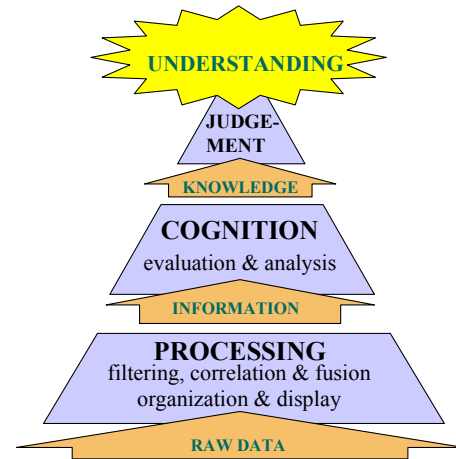 UNDERSTANDING
JUDGE-
MENT
KNOWLEDGE
COGNITION
evaluation & analysis
INFORMATION
PROCESSING
filtering, correlation & fusion
organization & display
RAW DATA